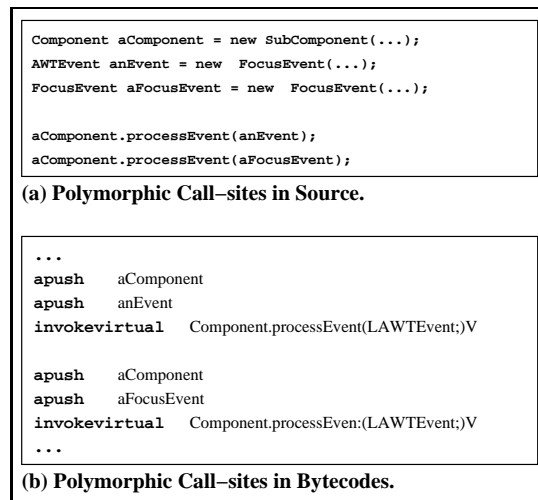 Component aComponent = new SubComponent(...);
AWTEvent anEvent = new FocusEvent(...);
FocusEvent aFocusEvent = new FocusEvent(...);
aComponent.processEvent(anEvent);
aComponent.processEvent(aFocusEvent);
(a) Polymorphic Call−sites in Source.
...
apush aComponent
apush anEvent
invokevirtual Component.processEvent(LAWTEvent;)V
apush aComponent
apush aFocusEvent
invokevirtual Component.processEven:(LAWTEvent;)V
...
(b) Polymorphic Call−sites in Bytecodes.